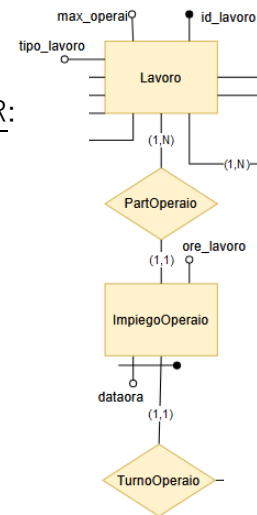 max_operai
id_lavoro
tipo_lavoro
Lavoro
R:
(1,N)
(1,N)
PartOperaio
ore_lavoro
(1,1)
ImpiegoOperaio
dataora
(1,1)
TurnoOperaio